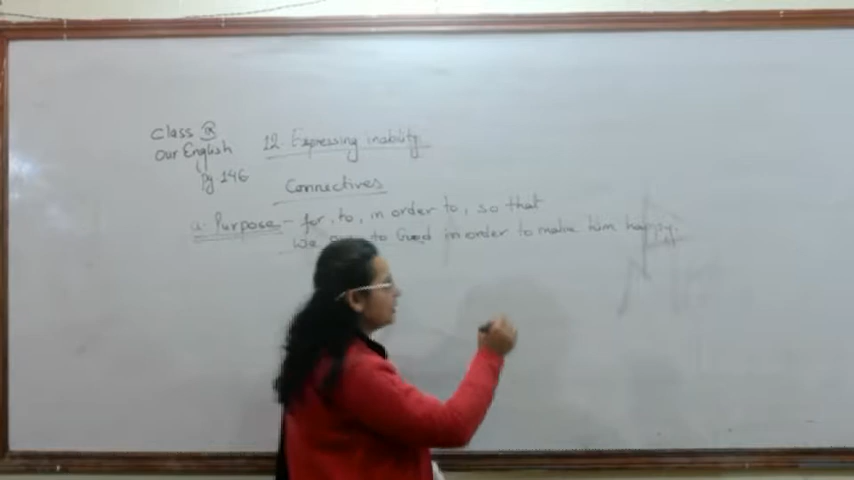 Class 8
Our English
Pg 146
12. Expressing inability
Connectives
a. Purpose - for, to, in order to, so that
We to God in order to make him happy.